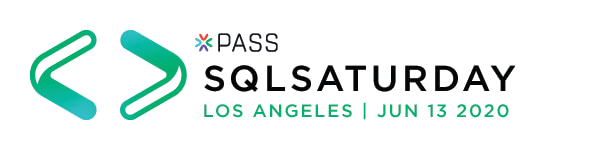 PASS
SQLSATURDAY
LOS ANGELES | JUN 13 2020